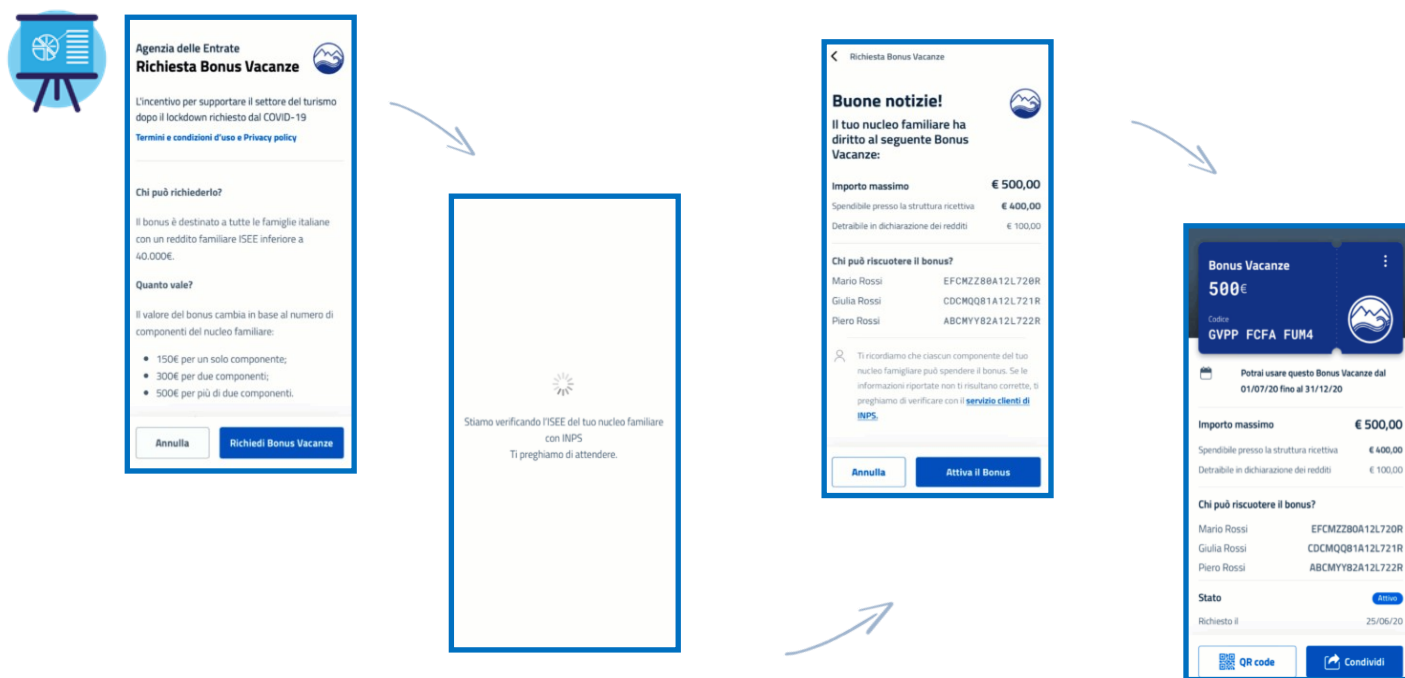 Agenzia delle Entrate
Richiesta Bonus Vacanze
L'incentivo per supportare il settore del turismo
dopo il lockdown richiesto dal COVID-19
Termini e condizioni d'uso e Privacy policy
Chi può richiederlo?
Il bonus è destinato a tutte le famiglie italiane
con un reddito familiare ISEE inferiore a
40.000€.
Quanto vale?
Il valore del bonus cambia in base al numero di
componenti del nucleo familiare:
• 150€ per un solo componente;
• 300€ per due componenti;
• 500€ per più di due componenti.
Annulla Richiedi Bonus Vacanze
Stiamo verificando l'ISEE del tuo nucleo familiare
con INPS
Ti preghiamo di attendere.
Richiesta Bonus Vacanze
Buone notizie!
Il tuo nucleo familiare ha
diritto al seguente Bonus
Vacanze:
Importo massimo € 500,00
Spendibile presso la struttura ricettiva € 400,00
Detraibile in dichiarazione dei redditi € 100,00
Chi può riscuotere il bonus?
Mario Rossi EFCMZZ80A12L720R
Giulia Rossi CDCMQQ81A12L721R
Piero Rossi ABCMYY82A12L722R
Ti ricordiamo che ciascun componente del tuo
nucleo famigliare può spendere il bonus. Se le
informazioni riportate non ti risultano corrette, ti
preghiamo di verificare con il servizio clienti di
INPS.
Annulla Attiva il Bonus
Bonus Vacanze
500€
Codice
GVPP FCFA FUM4
Potrai usare questo Bonus Vacanze dal
01/07/20 fino al 31/12/20
Importo massimo € 500,00
Spendibile presso la struttura ricettiva € 400,00
Detraibile in dichiarazione dei redditi € 100,00
Chi può riscuotere il bonus?
Mario Rossi EFCMZZ80A12L720R
Giulia Rossi CDCMQQ81A12L721R
Piero Rossi ABCMYY82A12L722R
Stato Attivo
Richiesto il 25/06/20
QR code Condividi